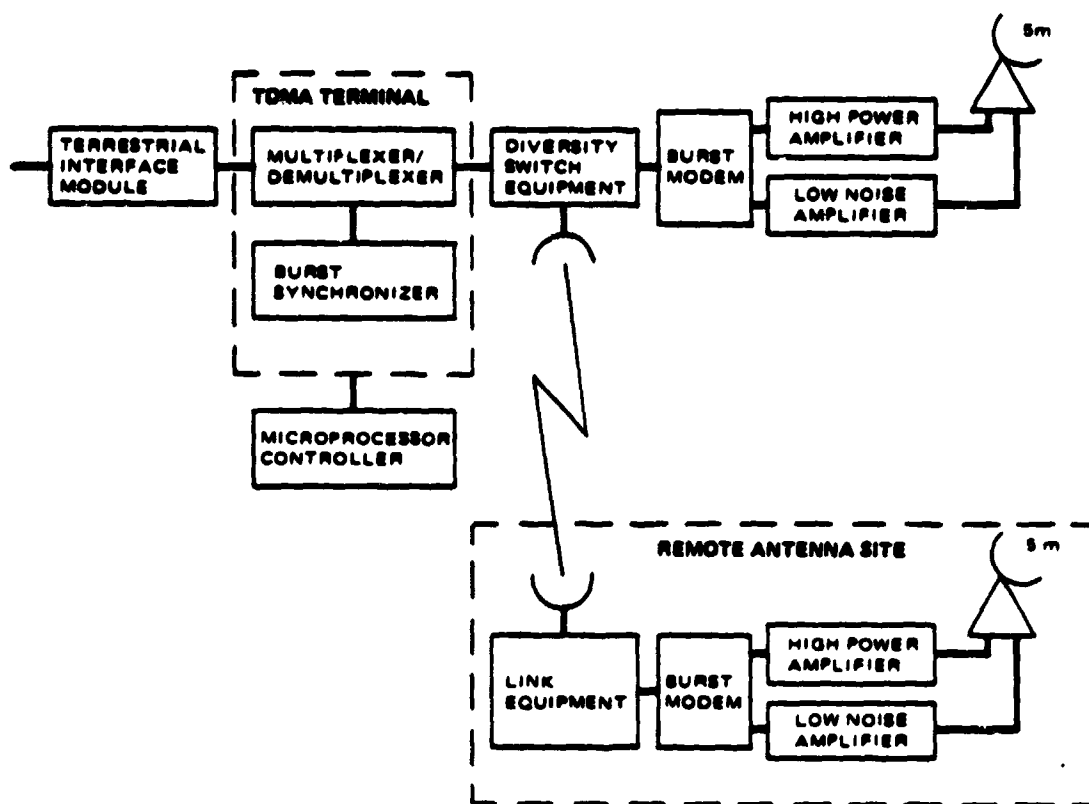 5m
TDMA TERMINAL
HIGH POWER
AMPLIFIER
TERRESTRIAL
INTERFACE
MODULE
MULTIPLEXER/
DEMULTIPLEXER
DIVERSITY
SWITCH
EQUIPMENT
BURST
MODEM
LOW NOISE
AMPLIFIER
BURST
SYNCHRONIZER
MICROPROCESSOR
CONTROLLER
REMOTE ANTENNA SITE
5 m
HIGH POWER
AMPLIFIER
LINK
EQUIPMENT
BURST
MODEM
LOW NOISE
AMPLIFIER